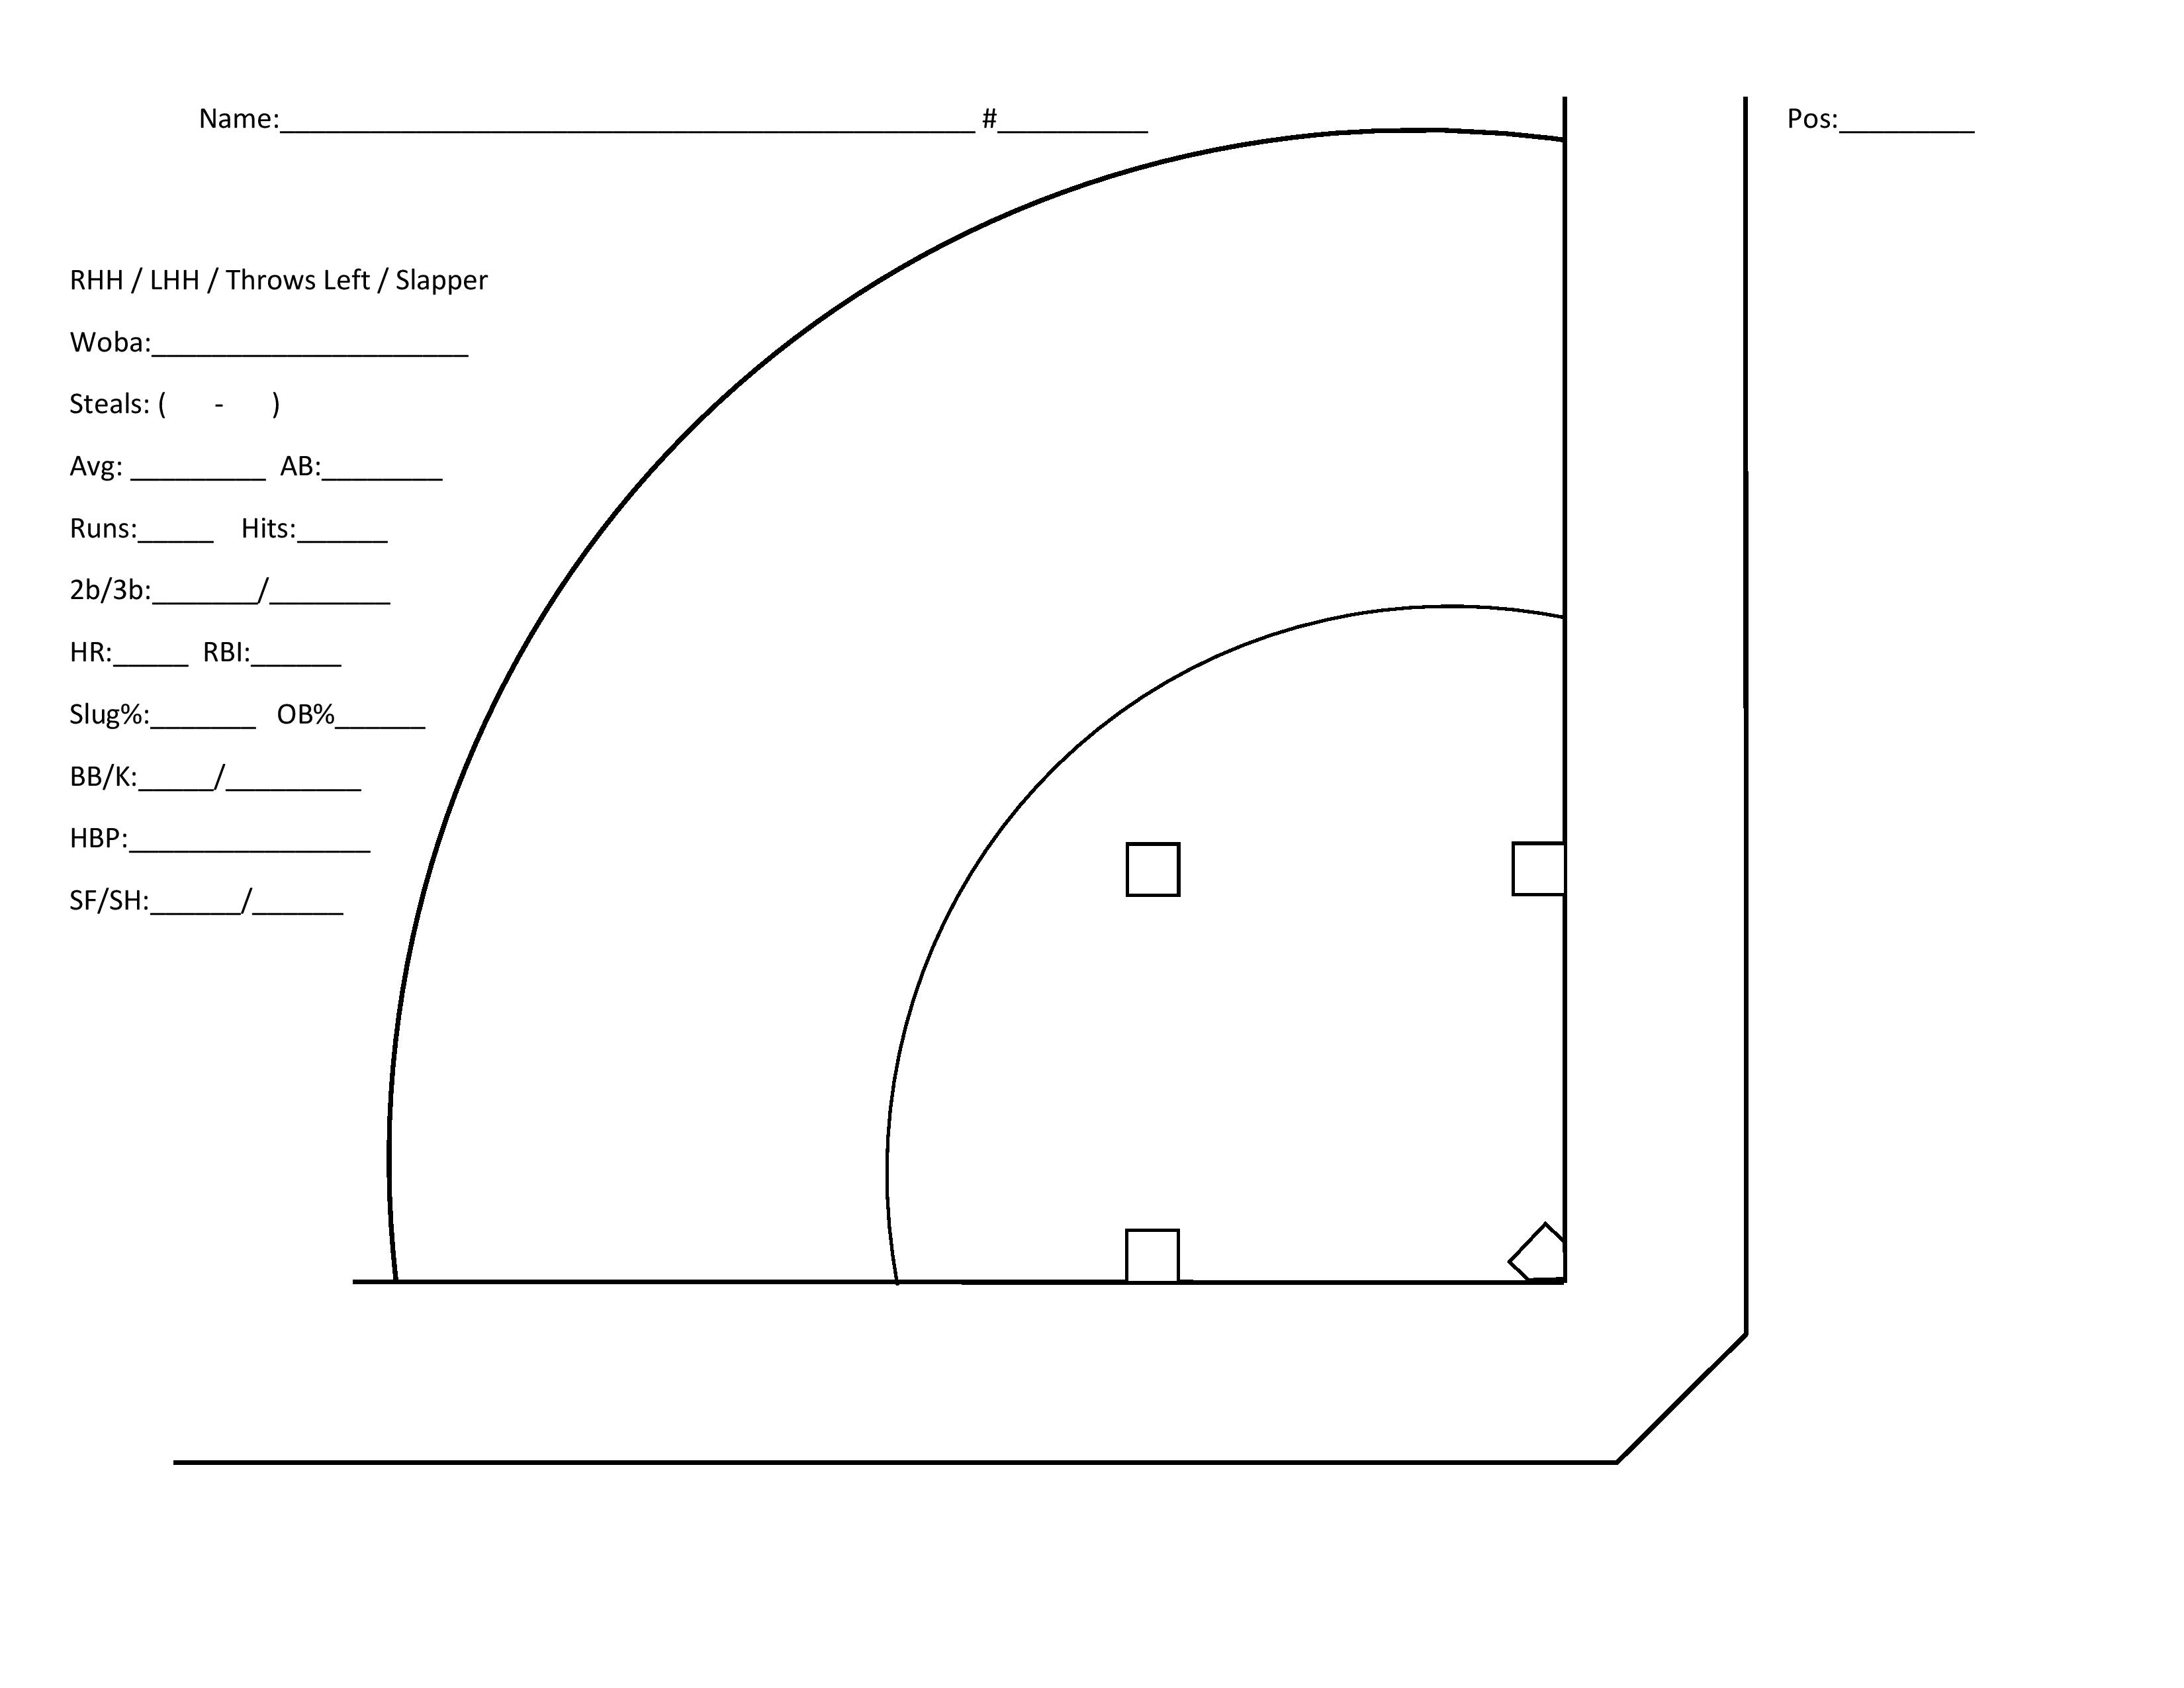 Name:______________________________________________ #__________ Pos:_________
RHH / LHH / Throws Left / Slapper
Woba:_____________________
Steals: (      -      )
Avg: _________  AB:________
Runs:_____   Hits:______
2b/3b:_______/________
HR:_____  RBI:______
Slug%:_______   OB%______
BB/K:_____/_________
HBP:________________
SF/SH:______/______